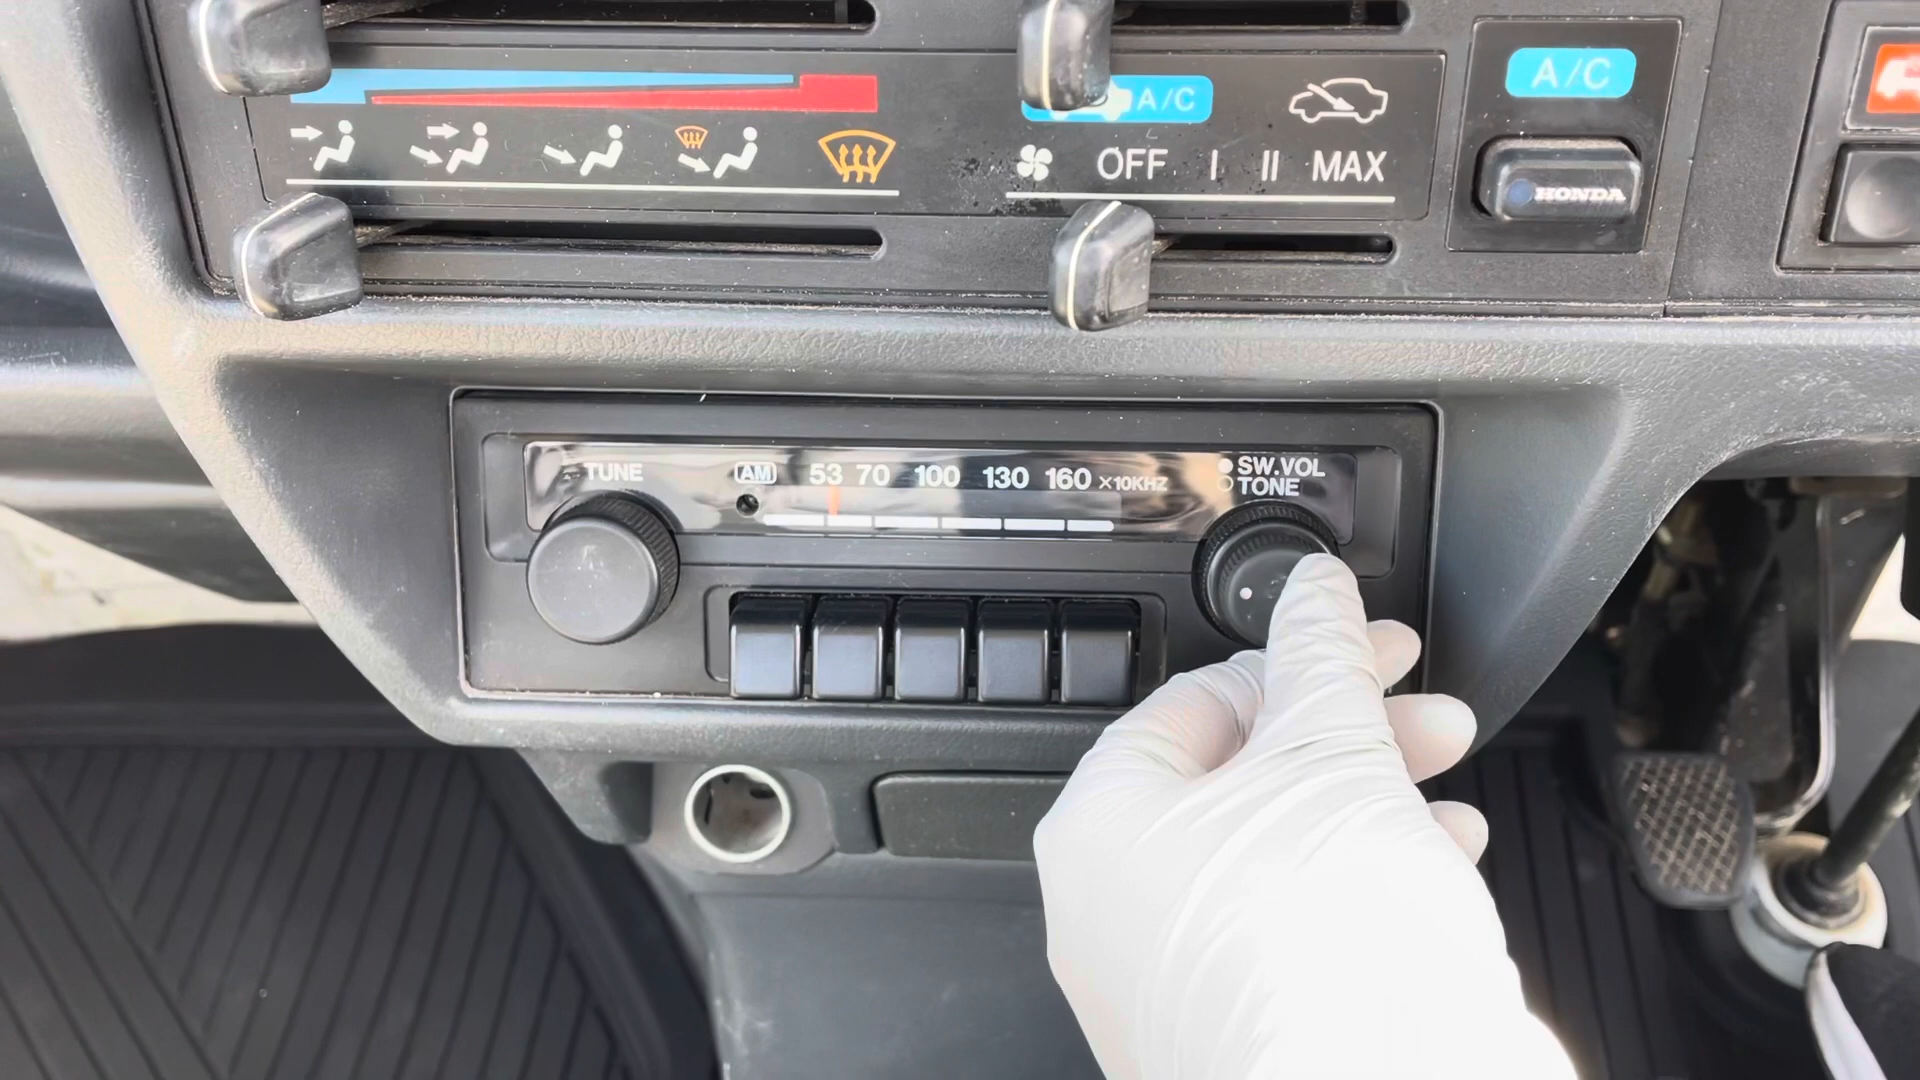 A/C
A/C
OFF I II MAX
HONDA
TUNE
AM 53 70 100 130 160 ×10KHZ
SW.VOL
TONE